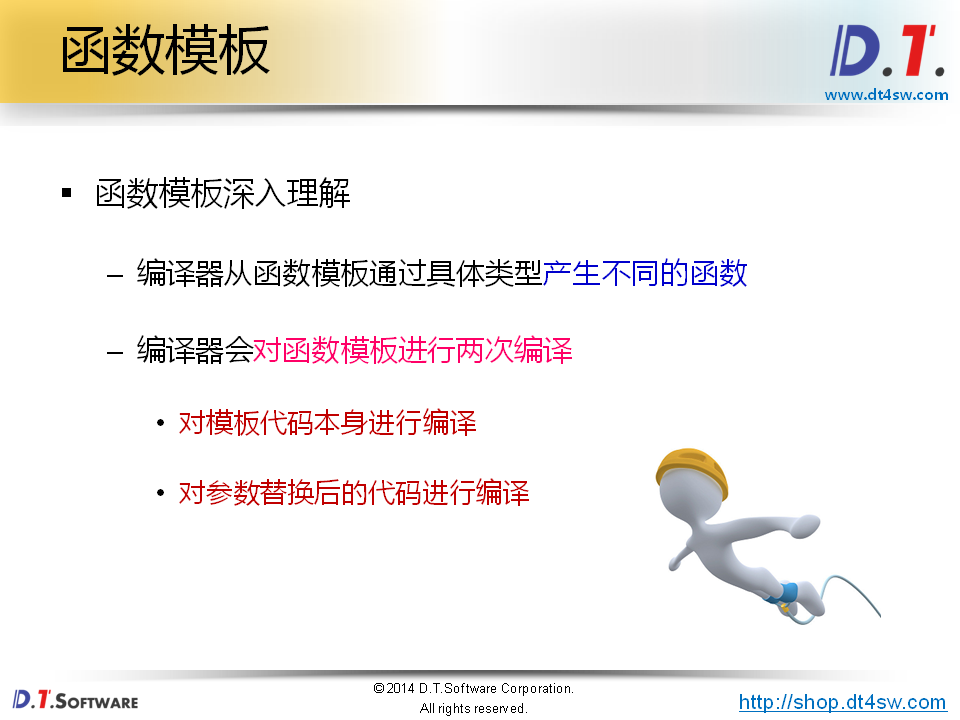 函数模板
D.T.
www.dt4sw.com
▪ 函数模板深入理解
– 编译器从函数模板通过具体类型产生不同的函数
– 编译器会对函数模板进行两次编译
• 对模板代码本身进行编译
• 对参数替换后的代码进行编译
D.T.SOFTWARE
©2014 D.T.Software Corporation.
All rights reserved.
http://shop.dt4sw.com